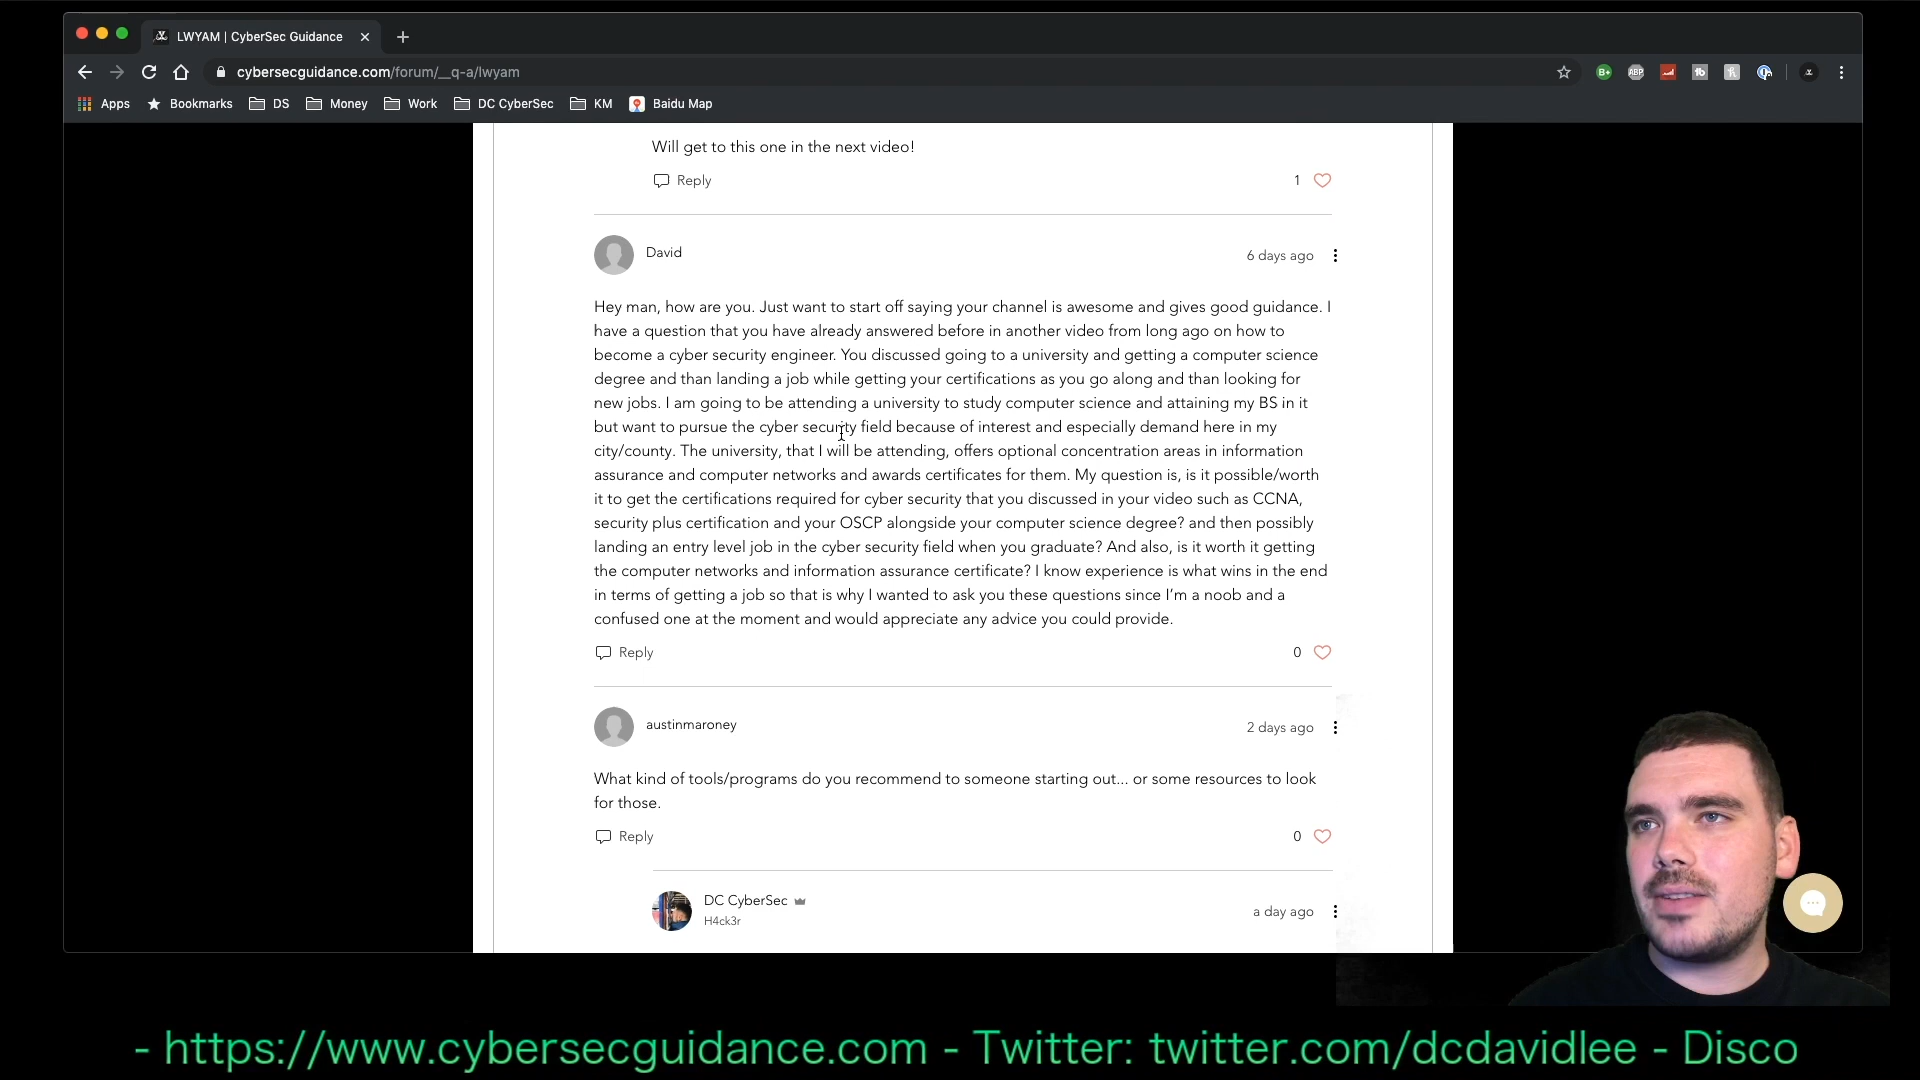 LWYAM | CyberSec Guidance
cybersecguidance.com/forum/__q-a/lwyam
Apps Bookmarks DS Money Work DC CyberSec KM Baidu Map
Will get to this one in the next video!
Reply 1
David 6 days ago
Hey man, how are you. Just want to start off saying your channel is awesome and gives good guidance. I
have a question that you have already answered before in another video from long ago on how to
become a cyber security engineer. You discussed going to a university and getting a computer science
degree and than landing a job while getting your certifications as you go along and than looking for
new jobs. I am going to be attending a university to study computer science and attaining my BS in it
but want to pursue the cyber security field because of interest and especially demand here in my
city/county. The university, that I will be attending, offers optional concentration areas in information
assurance and computer networks and awards certificates for them. My question is, is it possible/worth
it to get the certifications required for cyber security that you discussed in your video such as CCNA,
security plus certification and your OSCP alongside your computer science degree? and then possibly
landing an entry level job in the cyber security field when you graduate? And also, is it worth it getting
the computer networks and information assurance certificate? I know experience is what wins in the end
in terms of getting a job so that is why I wanted to ask you these questions since I'm a noob and a
confused one at the moment and would appreciate any advice you could provide.
Reply 0
austinmaroney 2 days ago
What kind of tools/programs do you recommend to someone starting out... or some resources to look
for those.
Reply 0
DC CyberSec a day ago
H4ck3r
- https://www.cybersecguidance.com - Twitter: twitter.com/dcdavidlee - Disco